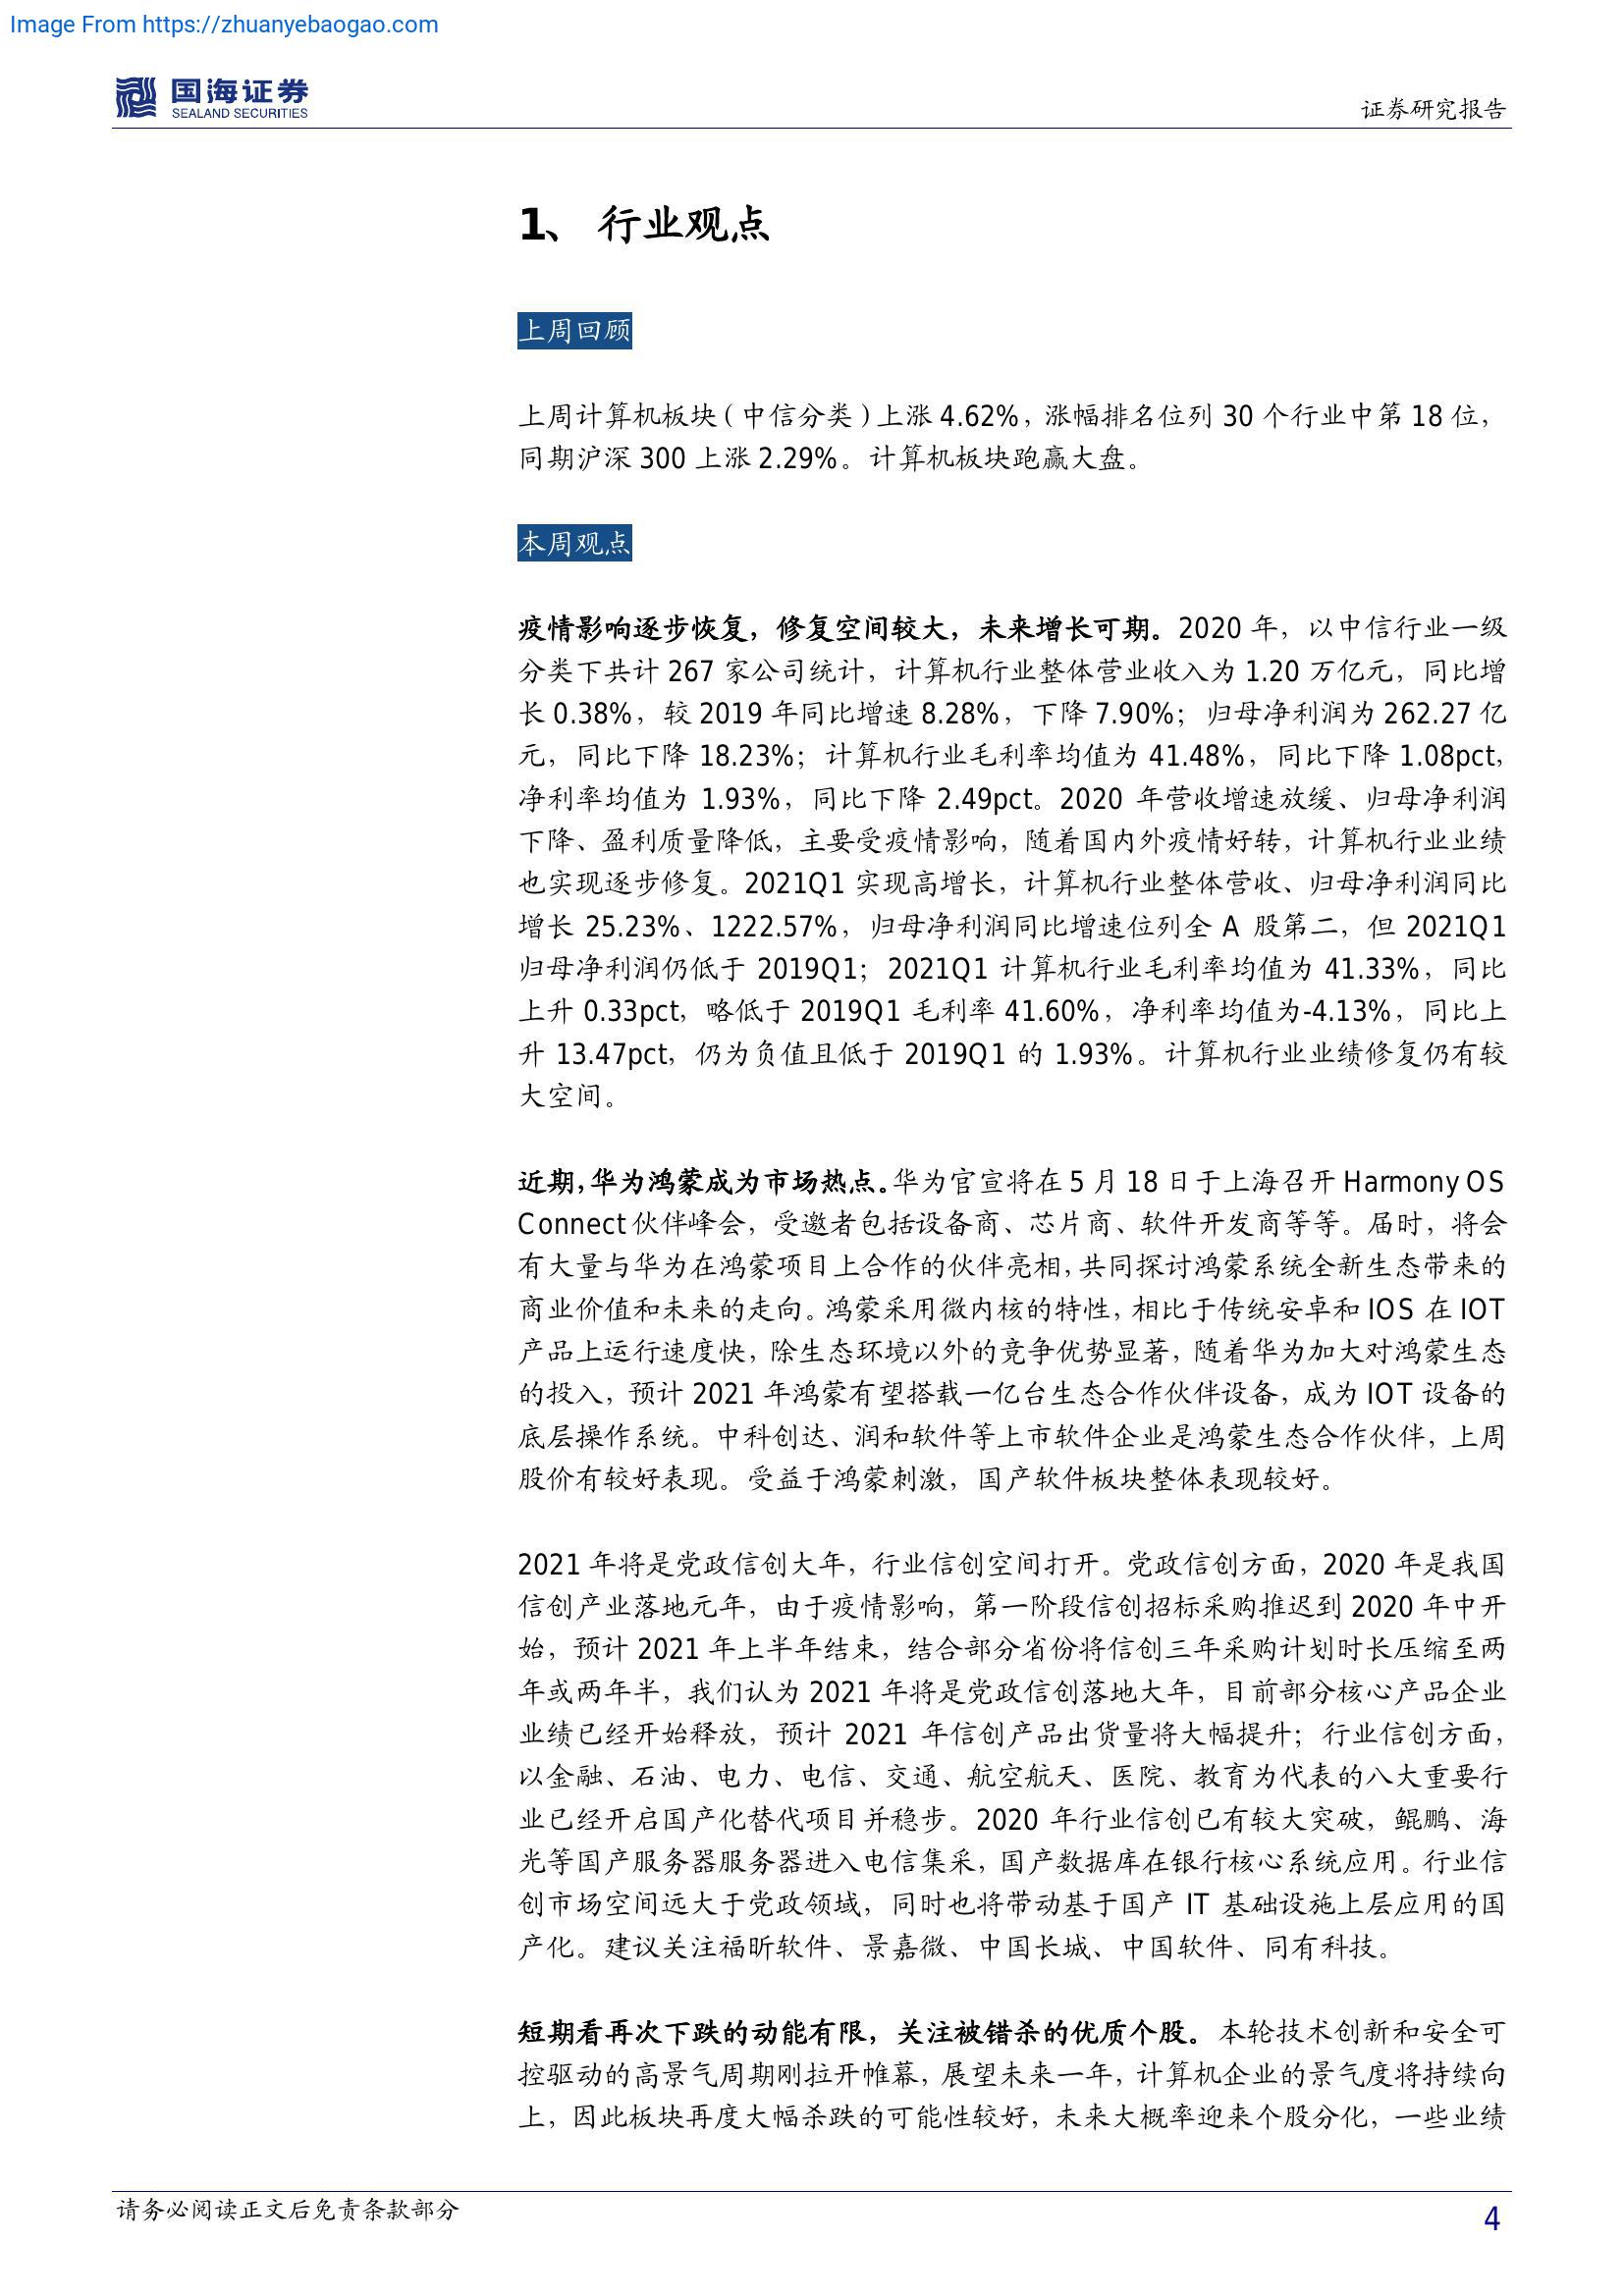 Image From https://zhuanyebaogao.com
国海证券
SEALAND SECURITIES
证券研究报告
1、 行业观点
上周回顾
上周计算机板块（中信分类）上涨 4.62%，涨幅排名位列 30 个行业中第 18 位，
同期沪深 300 上涨 2.29%。计算机板块跑赢大盘。
本周观点
疫情影响逐步恢复，修复空间较大，未来增长可期。2020 年，以中信行业一级
分类下共计 267 家公司统计，计算机行业整体营业收入为 1.20 万亿元，同比增
长 0.38%，较 2019 年同比增速 8.28%，下降 7.90%；归母净利润为 262.27 亿
元，同比下降 18.23%；计算机行业毛利率均值为 41.48%，同比下降 1.08pct，
净利率均值为 1.93%，同比下降 2.49pct。2020 年营收增速放缓、归母净利润
下降、盈利质量降低，主要受疫情影响，随着国内外疫情好转，计算机行业业绩
也实现逐步修复。2021Q1 实现高增长，计算机行业整体营收、归母净利润同比
增长 25.23%、1222.57%，归母净利润同比增速位列全 A 股第二，但 2021Q1
归母净利润仍低于 2019Q1；2021Q1 计算机行业毛利率均值为 41.33%，同比
上升 0.33pct，略低于 2019Q1 毛利率 41.60%，净利率均值为-4.13%，同比上
升 13.47pct，仍为负值且低于 2019Q1 的 1.93%。计算机行业业绩修复仍有较
大空间。
近期，华为鸿蒙成为市场热点。华为官宣将在 5 月 18 日于上海召开 Harmony OS
Connect 伙伴峰会，受邀者包括设备商、芯片商、软件开发商等等。届时，将会
有大量与华为在鸿蒙项目上合作的伙伴亮相，共同探讨鸿蒙系统全新生态带来的
商业价值和未来的走向。鸿蒙采用微内核的特性，相比于传统安卓和 IOS 在 IOT
产品上运行速度快，除生态环境以外的竞争优势显著，随着华为加大对鸿蒙生态
的投入，预计 2021 年鸿蒙有望搭载一亿台生态合作伙伴设备，成为 IOT 设备的
底层操作系统。中科创达、润和软件等上市软件企业是鸿蒙生态合作伙伴，上周
股价有较好表现。受益于鸿蒙刺激，国产软件板块整体表现较好。
2021 年将是党政信创大年，行业信创空间打开。党政信创方面，2020 年是我国
信创产业落地元年，由于疫情影响，第一阶段信创招标采购推迟到 2020 年中开
始，预计 2021 年上半年结束，结合部分省份将信创三年采购计划时长压缩至两
年或两年半，我们认为 2021 年将是党政信创落地大年，目前部分核心产品企业
业绩已经开始释放，预计 2021 年信创产品出货量将大幅提升；行业信创方面，
以金融、石油、电力、电信、交通、航空航天、医院、教育为代表的八大重要行
业已经开启国产化替代项目并稳步。2020 年行业信创已有较大突破，鲲鹏、海
光等国产服务器服务器进入电信集采，国产数据库在银行核心系统应用。行业信
创市场空间远大于党政领域，同时也将带动基于国产 IT 基础设施上层应用的国
产化。建议关注福昕软件、景嘉微、中国长城、中国软件、同有科技。
短期看再次下跌的动能有限，关注被错杀的优质个股。本轮技术创新和安全可
控驱动的高景气周期刚拉开帷幕，展望未来一年，计算机企业的景气度将持续向
上，因此板块再度大幅杀跌的可能性较好，未来大概率迎来个股分化，一些业绩
请务必阅读正文后免责条款部分
4